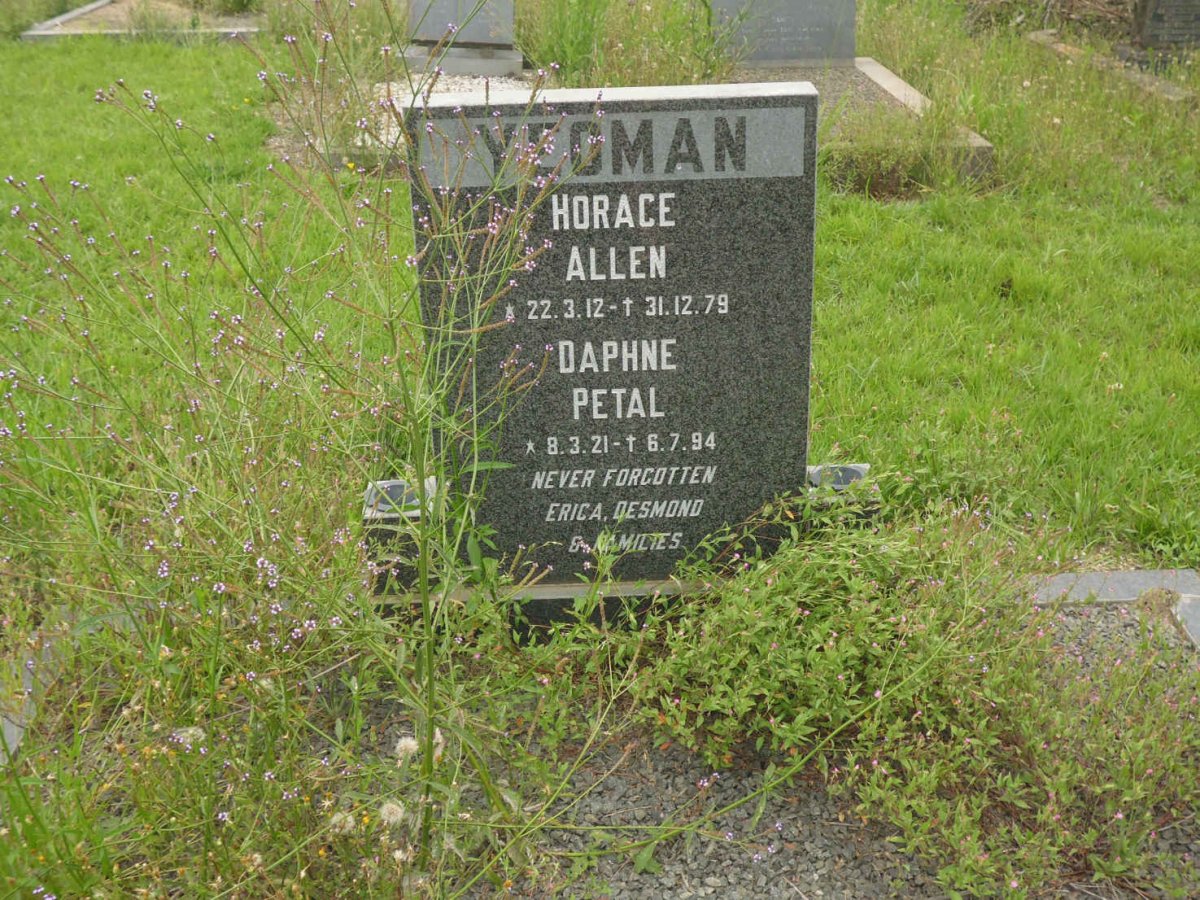 YEOMAN
HORACE
ALLEN
* 22.3.12 - † 31.12.79
DAPHNE
PETAL
* 8.3.21 - † 6.7.94
NEVER FORGOTTEN
ERICA, DESMOND
& FAMILIES